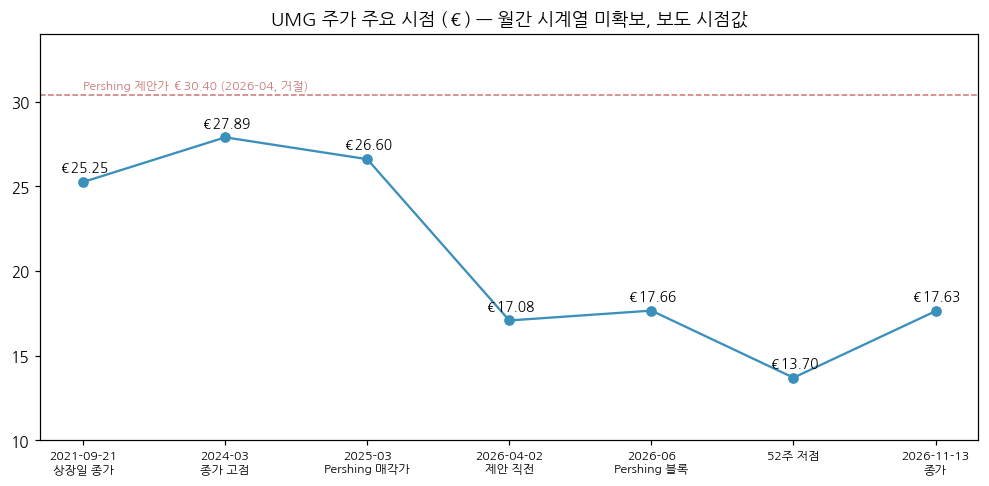 UMG 주가 주요 시점 (€) — 월간 시계열 미확보, 보도 시점값
Pershing 제안가 €30.40 (2026-04, 거절)
30
25
20
15
10
€25.25
€27.89
€26.60
€17.08
€17.66
€13.70
€17.63
2021-09-21
상장일 종가
2024-03
종가 고점
2025-03
Pershing 매각가
2026-04-02
제안 직전
2026-06
Pershing 블록
52주 저점
2026-11-13
종가